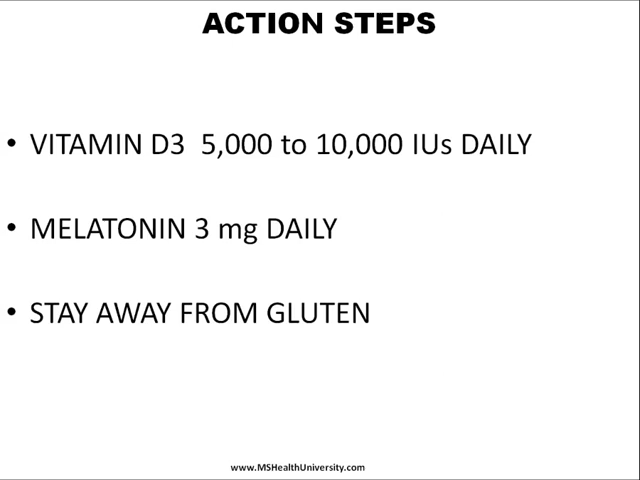 ACTION STEPS
• VITAMIN D3  5,000 to 10,000 IUs DAILY
• MELATONIN 3 mg DAILY
• STAY AWAY FROM GLUTEN
www.MSHealthUniversity.com